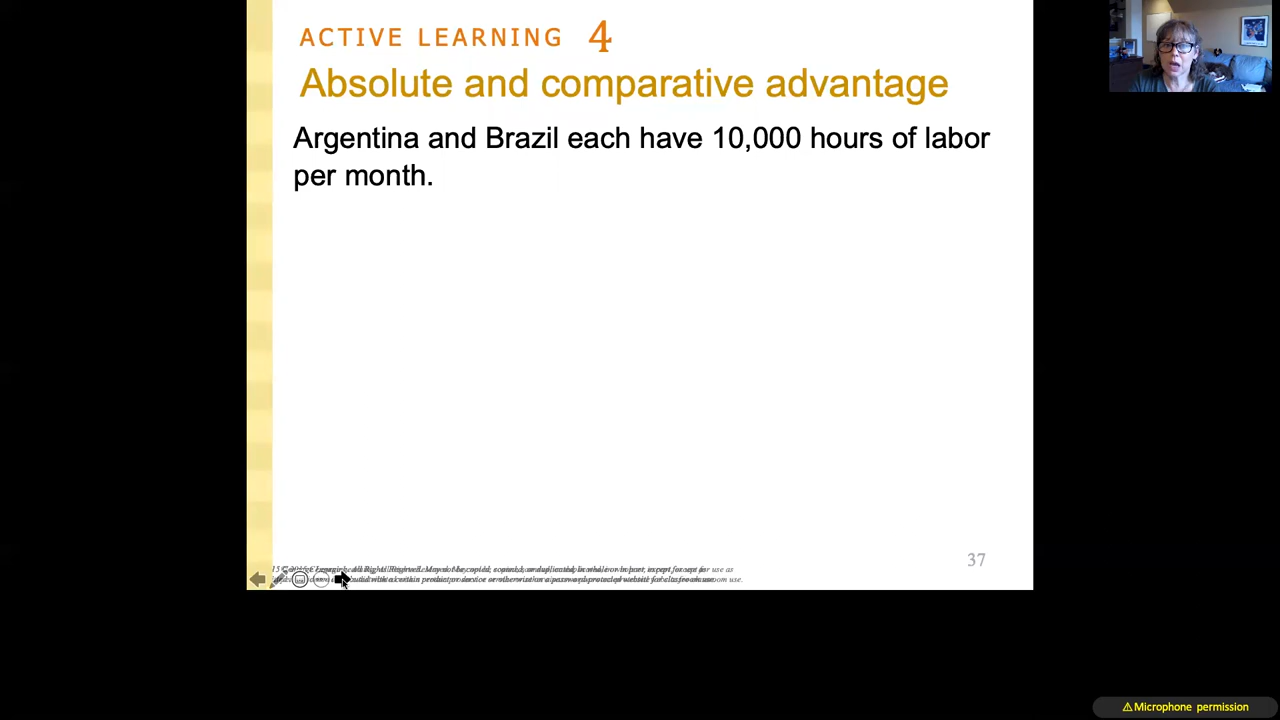 ACTIVE LEARNING 4
Absolute and comparative advantage
Argentina and Brazil each have 10,000 hours of labor
per month.
37
⚠Microphone permission